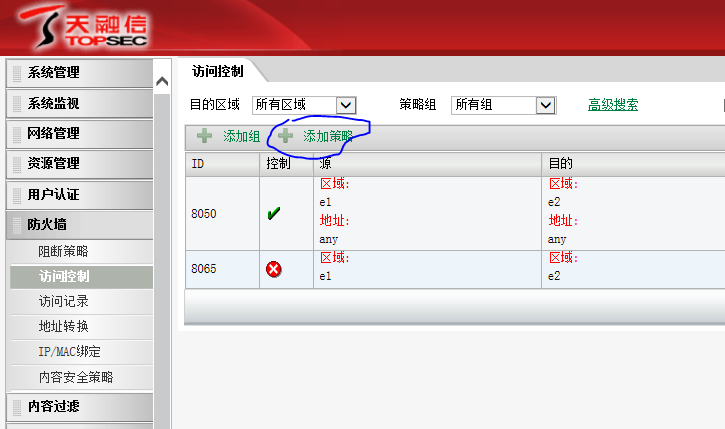 天融信
TOPSEC
系统管理
系统监视
网络管理
资源管理
用户认证
防火墙
阻断策略
访问控制
访问记录
地址转换
IP/MAC绑定
内容安全策略
内容过滤
访问控制
目的区域 所有区域 策略组 所有组 高级搜索
添加组 添加策略
ID 控制 源 目的
8050 区域: e1 地址: any 区域: e2 地址: any
8065 区域: e1 区域: e2